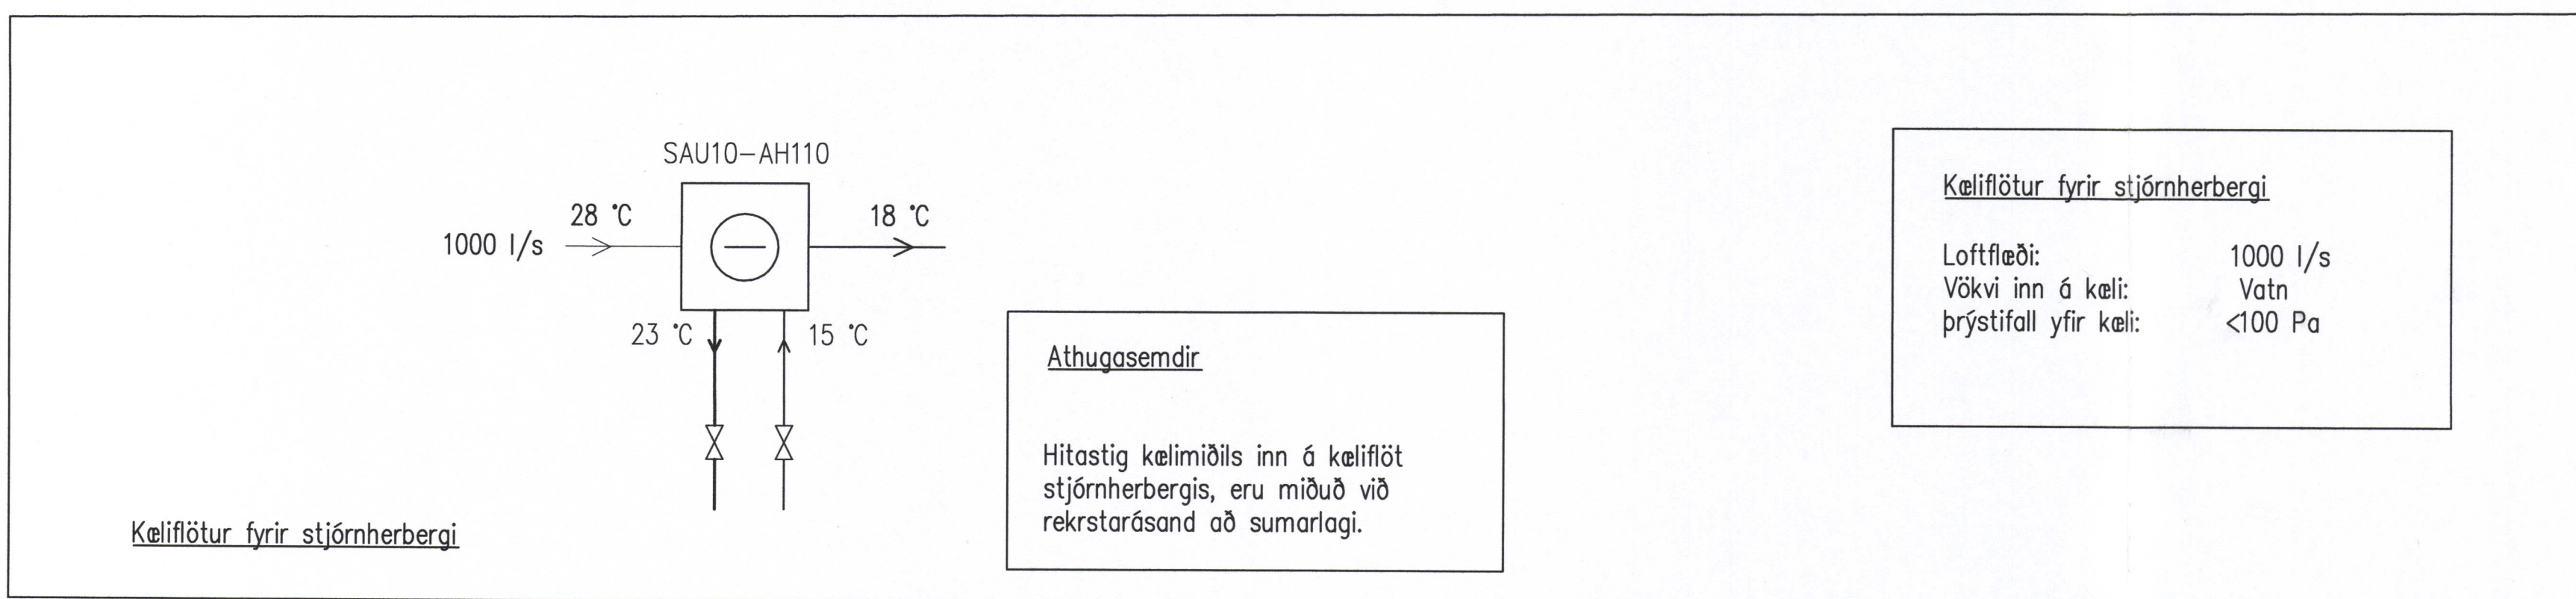 SAU10-AH110
28 °C
18 °C
1000 l/s
23 °C
15 °C
Kæliflötur fyrir stjórnherbergi
Athugasemdir
Hitastig kælimiðils inn á kæliflöt
stjórnherbergis, eru miðuð við
rekrstarásand að sumarlagi.
Kæliflötur fyrir stjórnherbergi
Loftflæði: 1000 l/s
Vökvi inn á kæli: Vatn
þrýstifall yfir kæli: <100 Pa